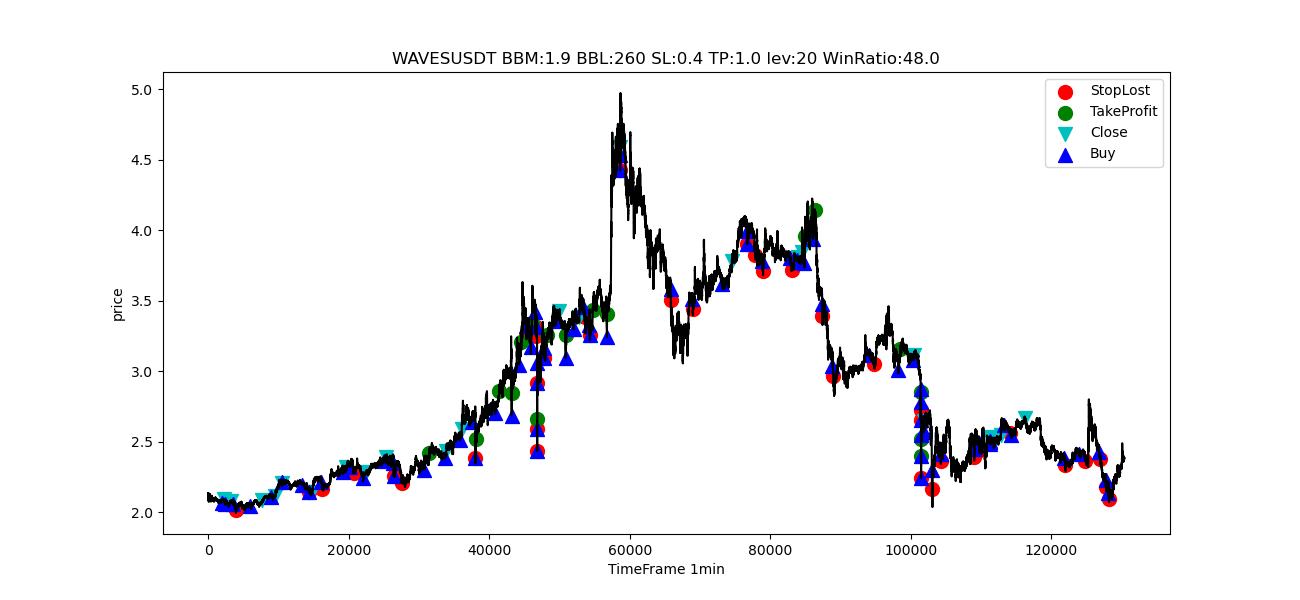 WAVESUSDT BBM:1.9 BBL:260 SL:0.4 TP:1.0 lev:20 WinRatio:48.0
StopLost
TakeProfit
Close
Buy
price
5.0
4.5
4.0
3.5
3.0
2.5
2.0
0 20000 40000 60000 80000 100000 120000
TimeFrame 1min